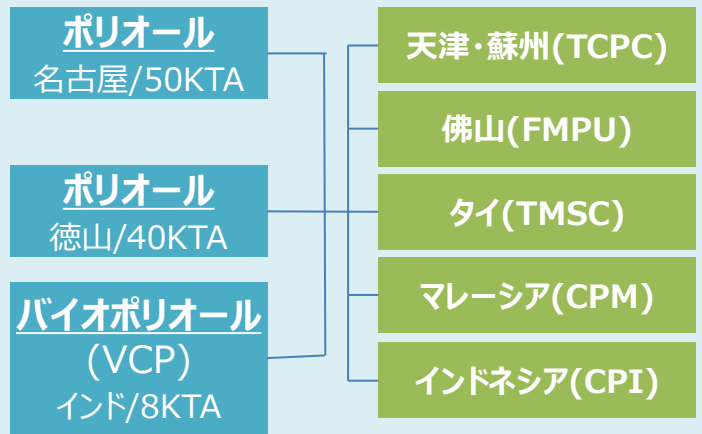 ポリオール
名古屋/50KTA
ポリオール
徳山/40KTA
バイオポリオール
(VCP)
インド/8KTA
天津・蘇州(TCPC)
佛山(FMPU)
タイ(TMSC)
マレーシア(CPM)
インドネシア(CPI)